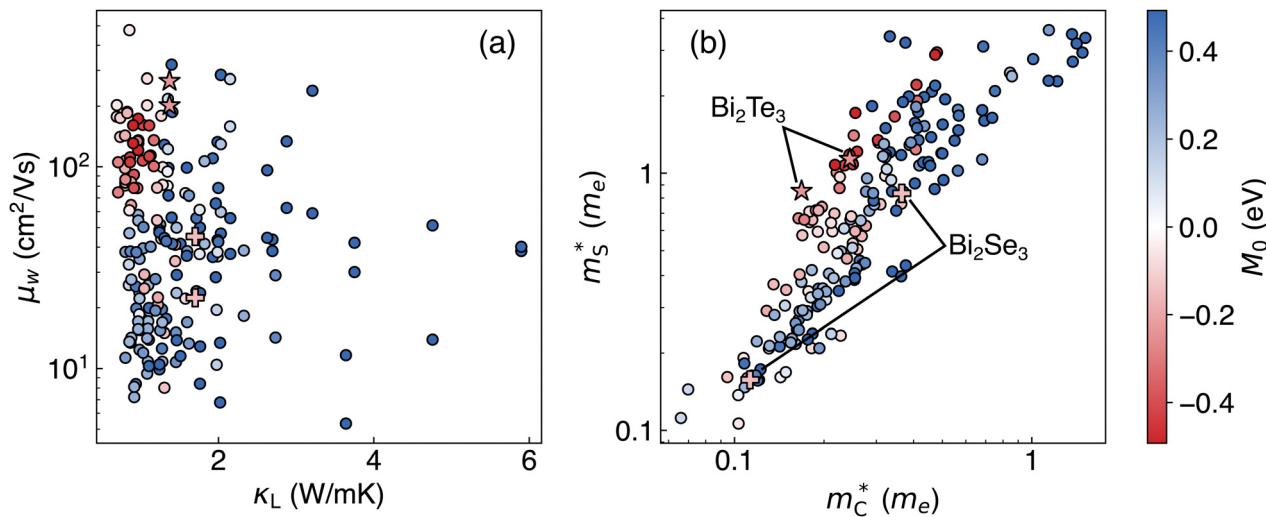 (a)
10²
10¹
μ_w (cm²/Vs)
2
4
6
κ_L (W/mK)
(b)
Bi₂Te₃
Bi₂Se₃
1
0.1
m*_S (m_e)
0.1
1
m*_C (m_e)
0.4
0.2
0.0
−0.2
−0.4
M₀ (eV)